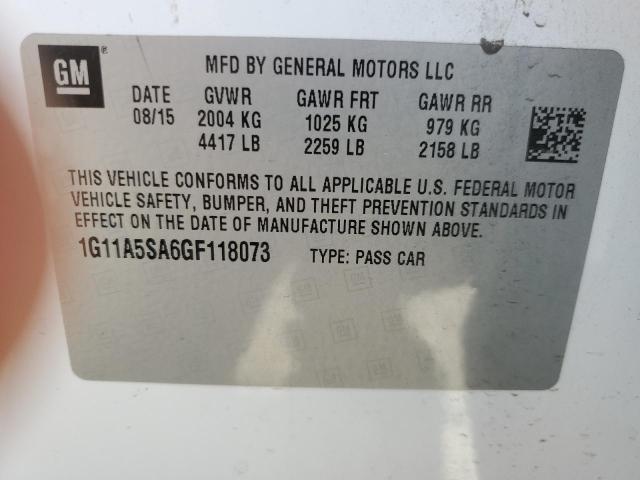 GM ®
MFD BY GENERAL MOTORS LLC
DATE GVWR GAWR FRT GAWR RR
08/15 2004 KG 1025 KG 979 KG
4417 LB 2259 LB 2158 LB
THIS VEHICLE CONFORMS TO ALL APPLICABLE U.S. FEDERAL MOTOR
VEHICLE SAFETY, BUMPER, AND THEFT PREVENTION STANDARDS IN
EFFECT ON THE DATE OF MANUFACTURE SHOWN ABOVE.
1G11A5SA6GF118073 TYPE: PASS CAR